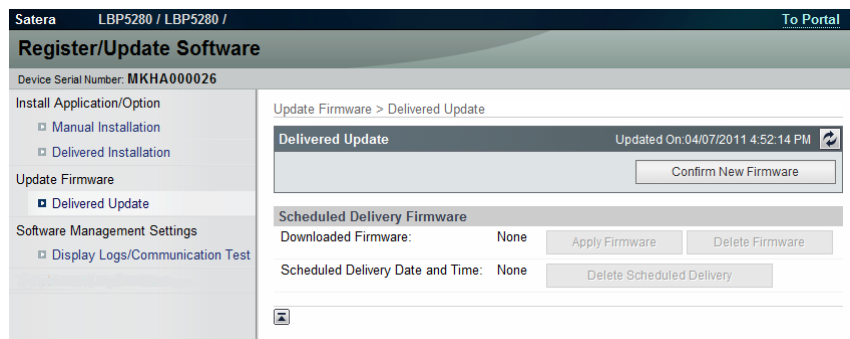 Satera LBP5280 / LBP5280 / To Portal
Register/Update Software
Device Serial Number: MKHA000026
Install Application/Option
Manual Installation
Delivered Installation
Update Firmware
Delivered Update
Software Management Settings
Display Logs/Communication Test
Update Firmware > Delivered Update
Delivered Update Updated On:04/07/2011 4:52:14 PM
Confirm New Firmware
Scheduled Delivery Firmware
Downloaded Firmware: None Apply Firmware Delete Firmware
Scheduled Delivery Date and Time: None Delete Scheduled Delivery